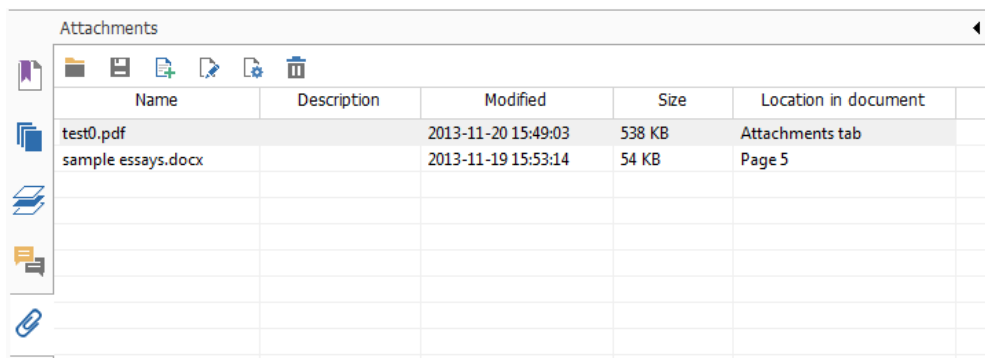 Attachments
Name Description Modified Size Location in document
test0.pdf 2013-11-20 15:49:03 538 KB Attachments tab
sample essays.docx 2013-11-19 15:53:14 54 KB Page 5